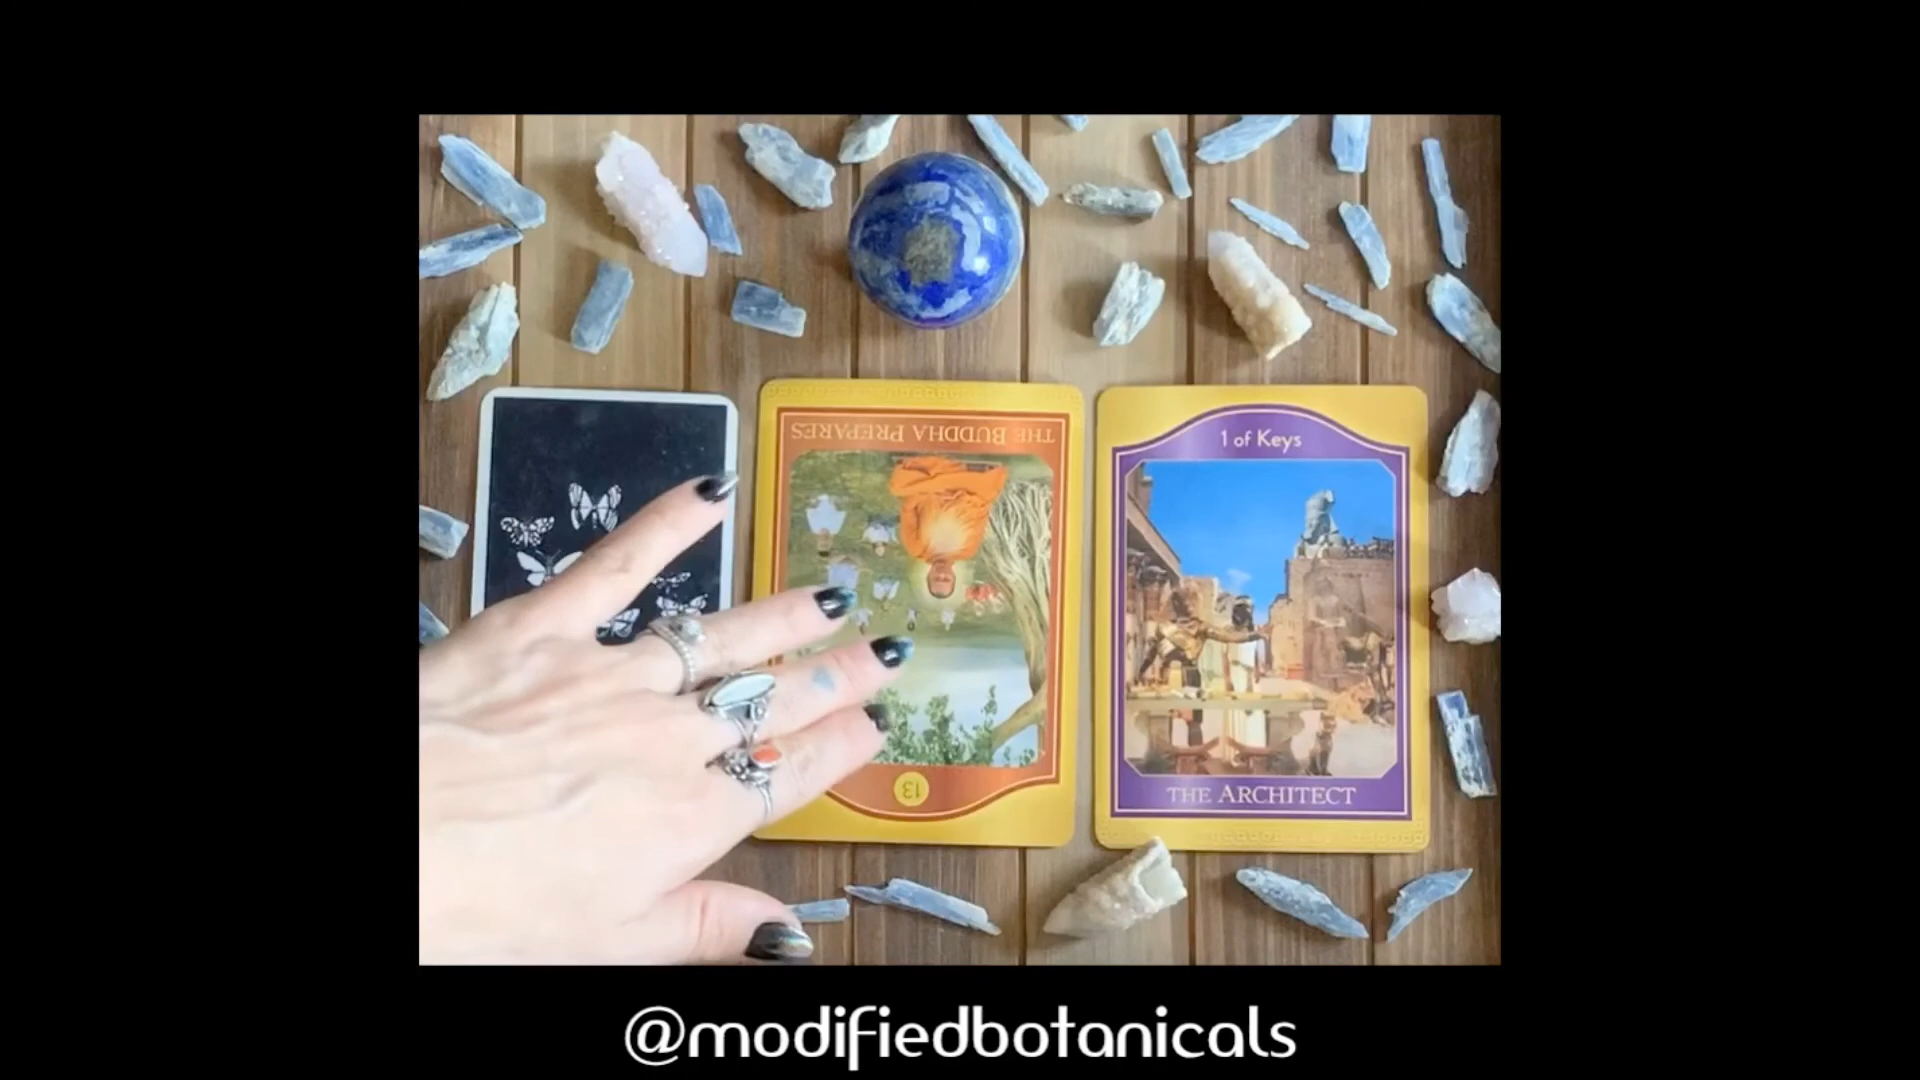 THE BUDDHA PREPARES
13
1 of Keys
THE ARCHITECT
@modifiedbotanicals